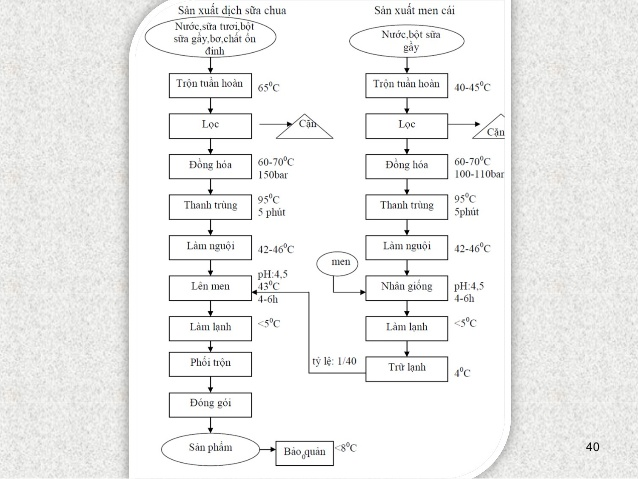 Sản xuất dịch sữa chua
Nước,sữa tươi,bột
sữa gầy,bơ,chất ổn
định
Trộn tuần hoàn
65⁰C
Lọc
Cặn
Đồng hóa
60-70⁰C
150bar
Thanh trùng
95⁰C
5 phút
Làm nguội
42-46⁰C
Lên men
pH:4,5
43⁰C
4-6h
Làm lạnh
<5⁰C
Phối trộn
Đóng gói
Sản phẩm
Bảo quản
<8⁰C
0
Sản xuất men cái
Nước,bột sữa
gầy
Trộn tuần hoàn
40-45⁰C
Lọc
Cặn
Đồng hóa
60-70⁰C
100-110bar
Thanh trùng
95⁰C
5phút
Làm nguội
42-46⁰C
men
Nhân giống
pH:4,5
4-6h
Làm lạnh
<5⁰C
Trữ lạnh
4⁰C
tỷ lệ: 1/40
40